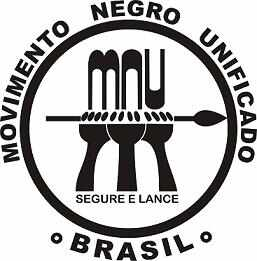 MOVIMENTO NEGRO UNIFICADO
MNU
SEGURE E LANCE
BRASIL